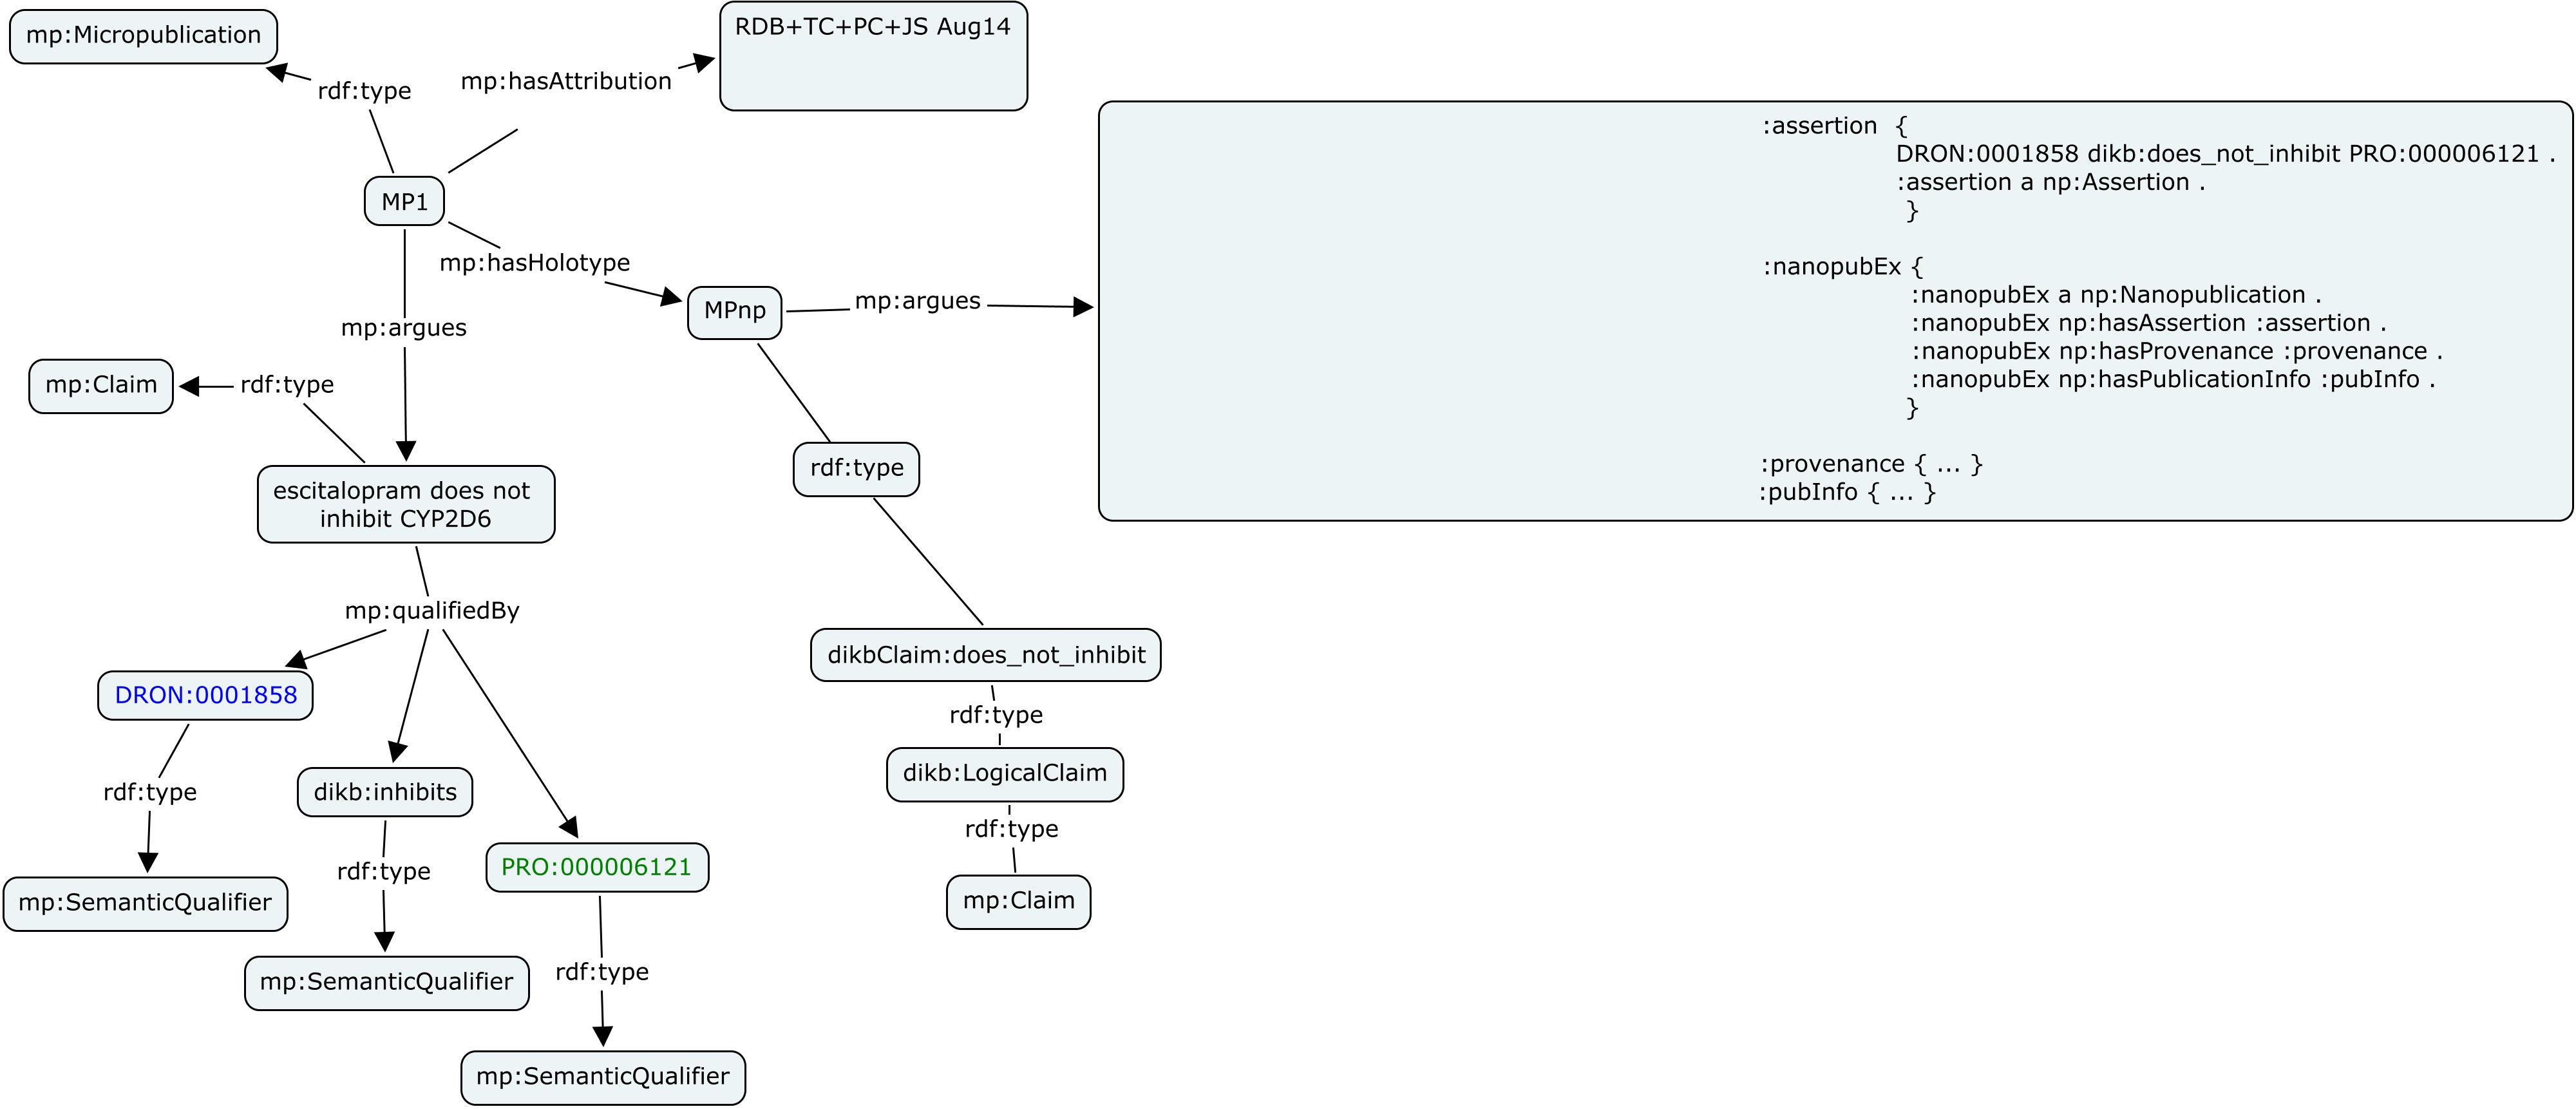 mp:Micropublication
RDB+TC+PC+JS Aug14
rdf:type
mp:hasAttribution
MP1
mp:hasHolotype
MPnp
mp:argues
:assertion {
DRON:0001858 dikb:does_not_inhibit PRO:000006121 .
:assertion a np:Assertion .
}
:nanopubEx {
:nanopubEx a np:Nanopublication .
:nanopubEx np:hasAssertion :assertion .
:nanopubEx np:hasProvenance :provenance .
:nanopubEx np:hasPublicationInfo :pubInfo .
}
:provenance { ... }
:pubInfo { ... }
mp:argues
mp:Claim
rdf:type
escitalopram does not
inhibit CYP2D6
rdf:type
mp:qualifiedBy
dikbClaim:does_not_inhibit
DRON:0001858
rdf:type
dikb:LogicalClaim
rdf:type
dikb:inhibits
rdf:type
mp:Claim
PRO:000006121
rdf:type
mp:SemanticQualifier
rdf:type
mp:SemanticQualifier
mp:SemanticQualifier